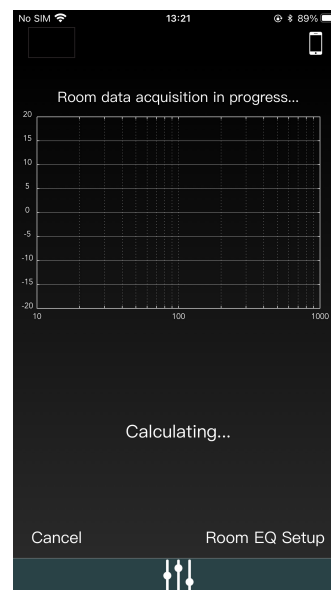 No SIM 13:21 89%
Room data acquisition in progress...
20
15
10
5
0
-5
-10
-15
-20
10 100 1000
Calculating...
Cancel Room EQ Setup